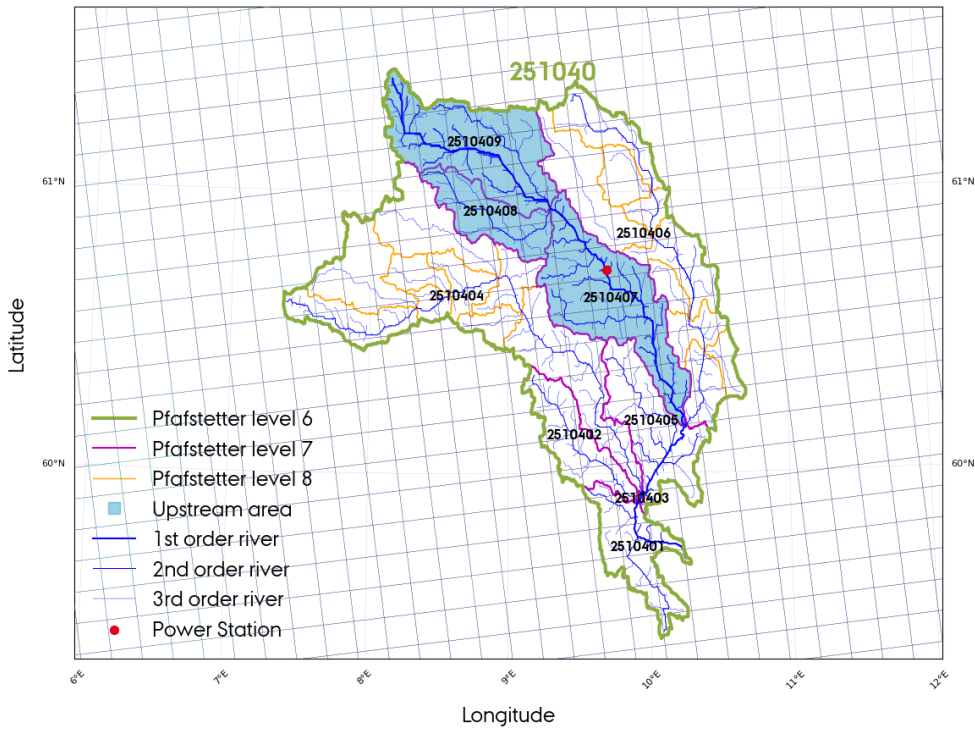 251040
2510409
61°N
61°N
2510408
2510406
2510404
2510407
Latitude
Pfafstetter level 6
2510405
Pfafstetter level 7
2510402
Pfafstetter level 8
60°N
60°N
2510403
Upstream area
1st order river
2510401
2nd order river
3rd order river
Power Station
6°E
7°E
8°E
9°E
10°E
11°E
12°E
Longitude